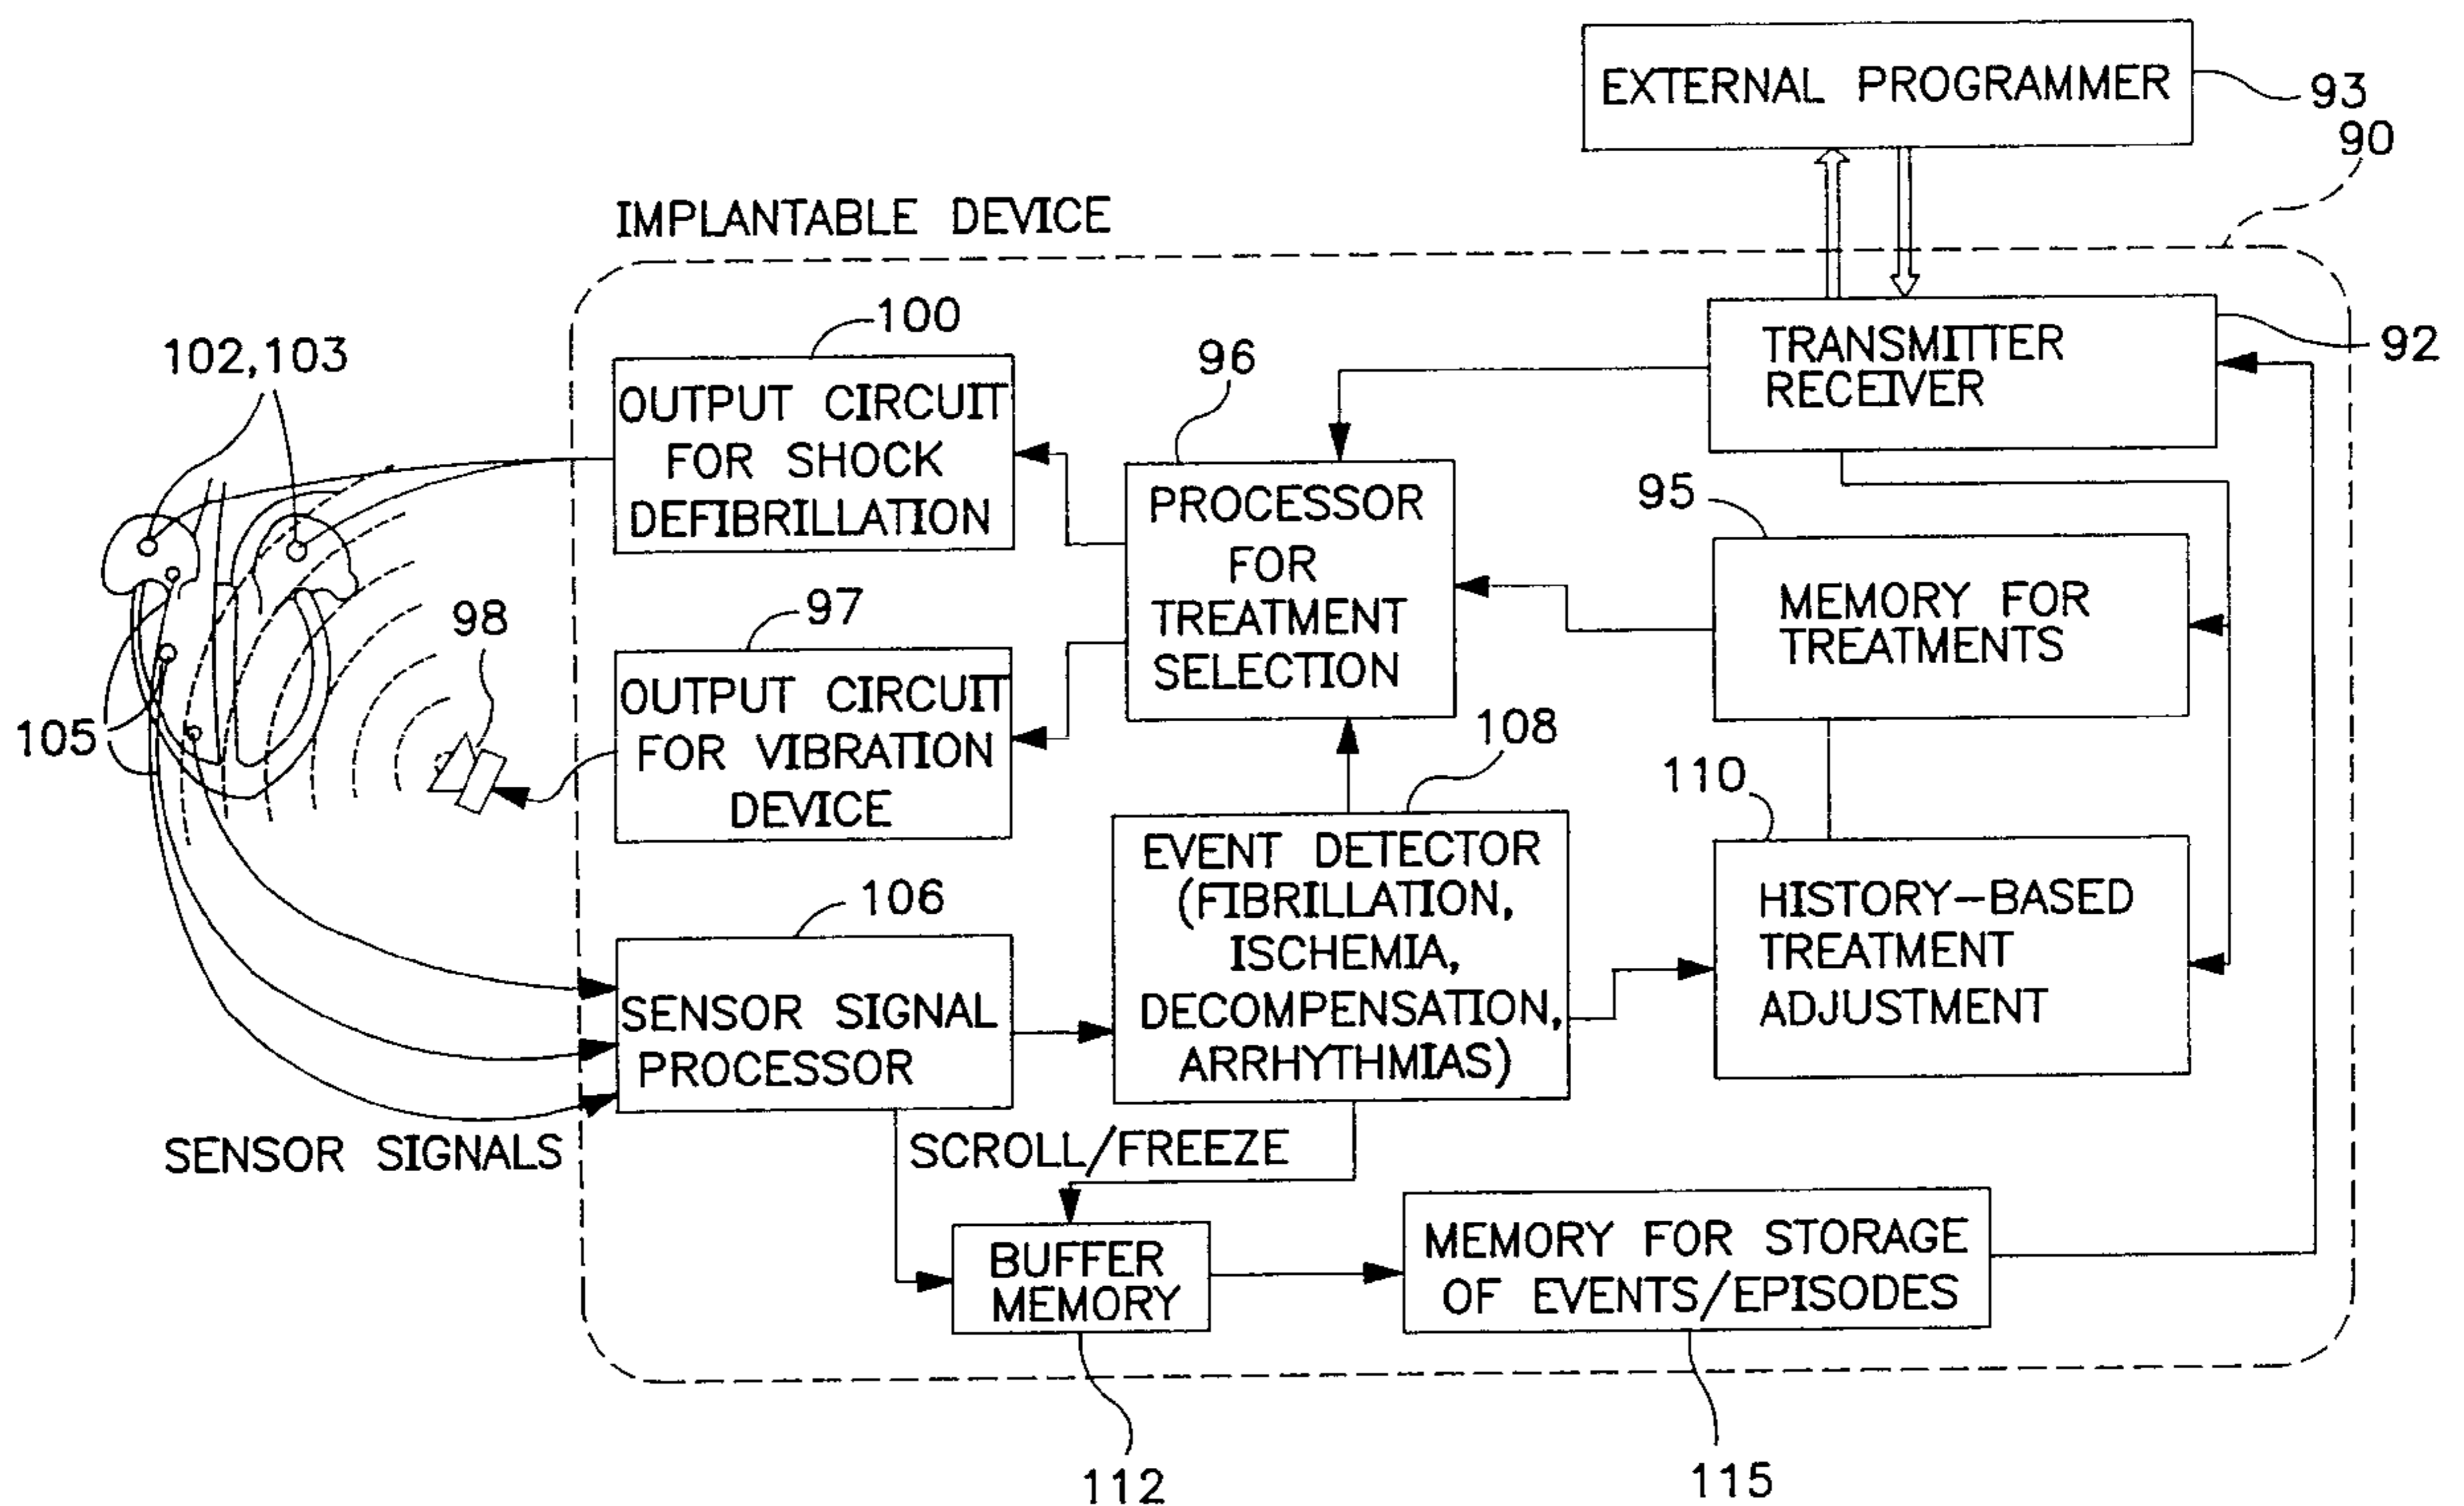 EXTERNAL PROGRAMMER
93
90
IMPLANTABLE DEVICE
100
102,103
OUTPUT CIRCUIT
FOR SHOCK
DEFIBRILLATION
96
TRANSMITTER
RECEIVER
92
PROCESSOR
FOR
TREATMENT
SELECTION
95
MEMORY FOR
TREATMENTS
97
98
105
OUTPUT CIRCUIT
FOR VIBRATION
DEVICE
108
110
EVENT DETECTOR
(FIBRILLATION,
ISCHEMIA,
DECOMPENSATION,
ARRHYTHMIAS)
HISTORY-BASED
TREATMENT
ADJUSTMENT
106
SENSOR SIGNAL
PROCESSOR
SENSOR SIGNALS
SCROLL/FREEZE
BUFFER
MEMORY
MEMORY FOR STORAGE
OF EVENTS/EPISODES
112
115